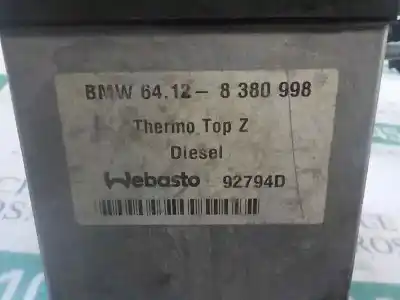 BMW 64.12- 8 380 998
Thermo Top Z
Diesel
Webasto 92794D